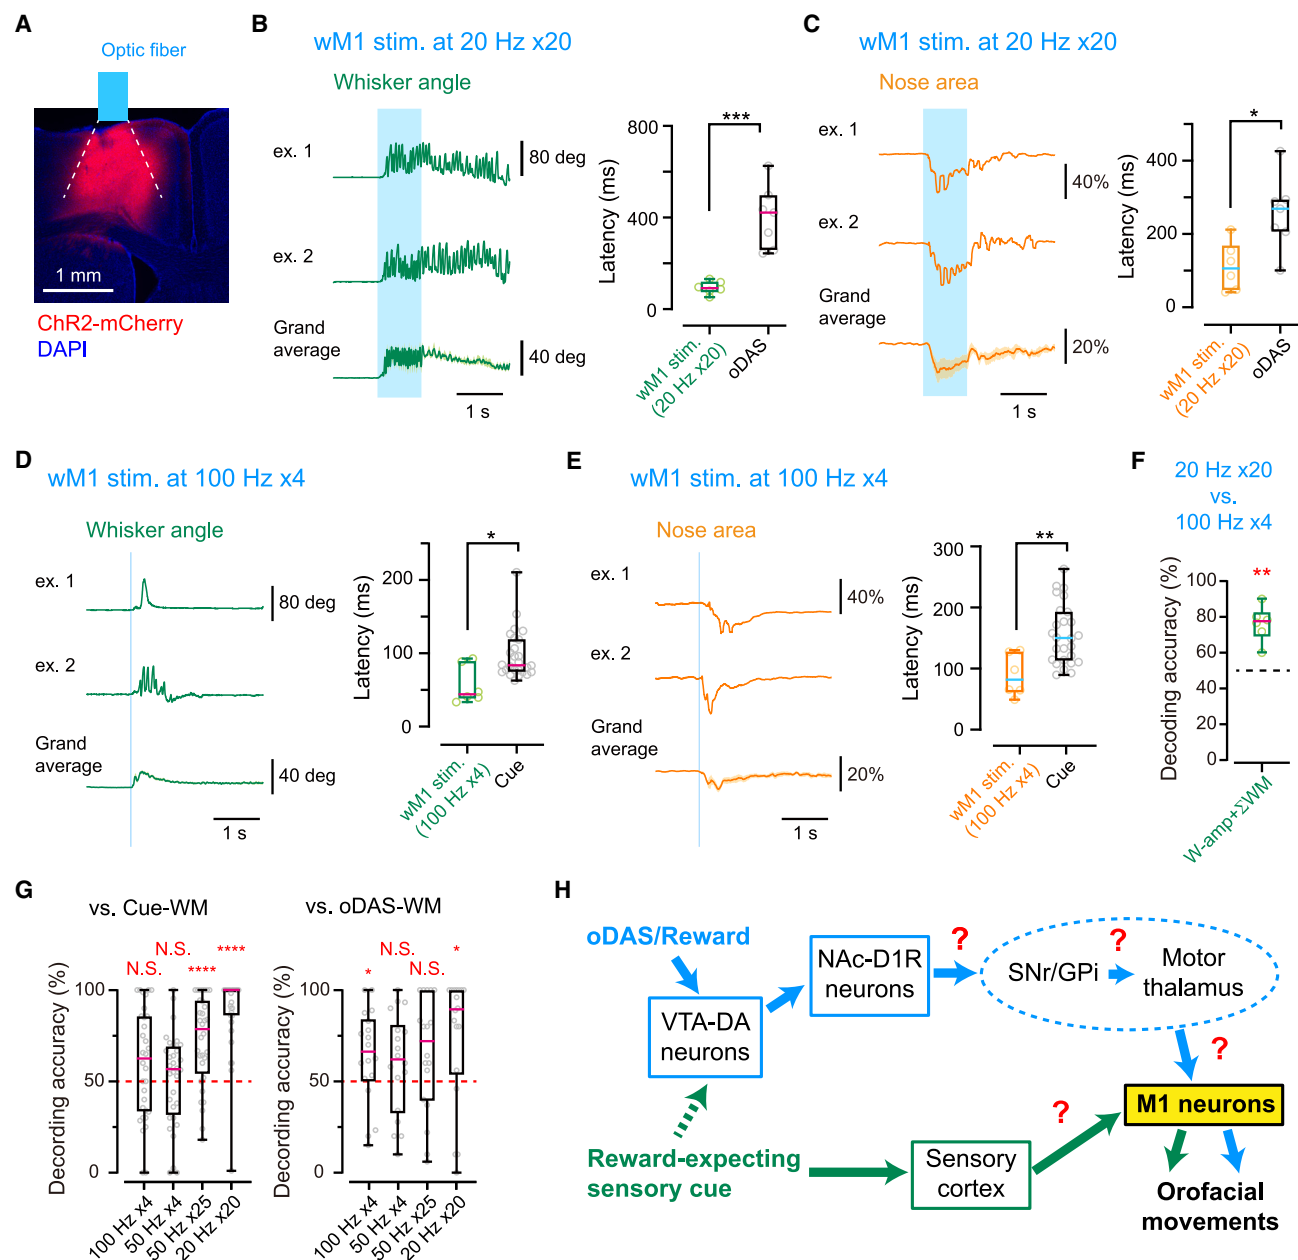 A
Optic fiber
1 mm
ChR2-mCherry
DAPI
B
wM1 stim. at 20 Hz x20
Whisker angle
ex. 1
80 deg
ex. 2
Grand
average
40 deg
1 s
Latency (ms)
800
400
0
***
wM1 stim.
(20 Hz x20)
oDAS
C
wM1 stim. at 20 Hz x20
Nose area
ex. 1
40%
ex. 2
Grand
average
20%
1 s
Latency (ms)
400
200
0
*
wM1 stim.
(20 Hz x20)
oDAS
D
wM1 stim. at 100 Hz x4
Whisker angle
ex. 1
80 deg
ex. 2
Grand
average
40 deg
1 s
Latency (ms)
200
100
0
*
wM1 stim.
(100 Hz x4)
Cue
E
wM1 stim. at 100 Hz x4
Nose area
ex. 1
40%
ex. 2
Grand
average
20%
1 s
Latency (ms)
300
200
100
0
**
wM1 stim.
(100 Hz x4)
Cue
F
20 Hz x20
vs.
100 Hz x4
Decoding accuracy (%)
100
80
60
40
20
0
**
W-amp+ΣWM
G
vs. Cue-WM
Decording accuracy (%)
100
50
0
N.S.
N.S.
****
****
100 Hz x4
50 Hz x4
50 Hz x25
20 Hz x20
vs. oDAS-WM
Decording accuracy (%)
100
50
0
*
N.S.
N.S.
*
100 Hz x4
50 Hz x4
50 Hz x25
20 Hz x20
H
oDAS/Reward
VTA-DA
neurons
NAc-D1R
neurons
?
SNr/GPi
?
Motor
thalamus
?
M1 neurons
?
Reward-expecting
sensory cue
Sensory
cortex
Orofacial
movements